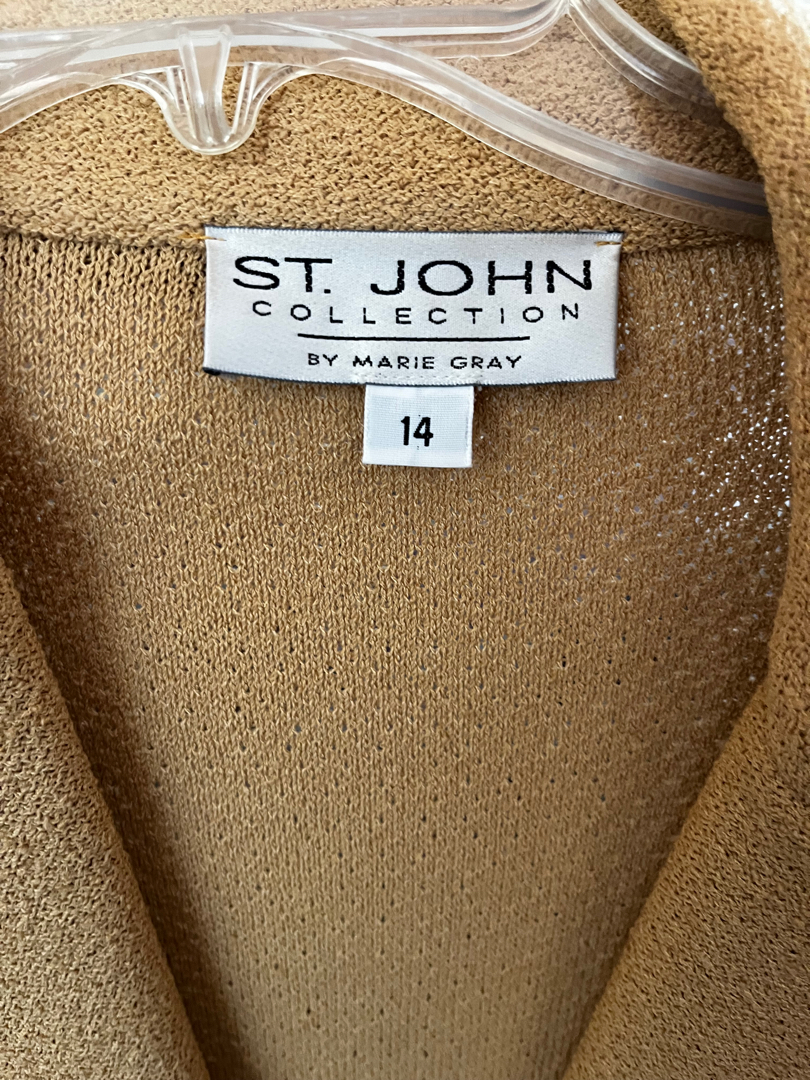 ST. JOHN
COLLECTION
BY MARIE GRAY
14